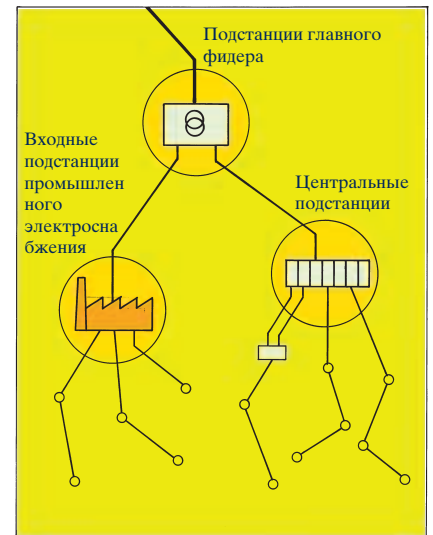 Подстанции главного
фидера
Входные
подстанции
промышлен
ного
электросна
бжения
Центральные
подстанции